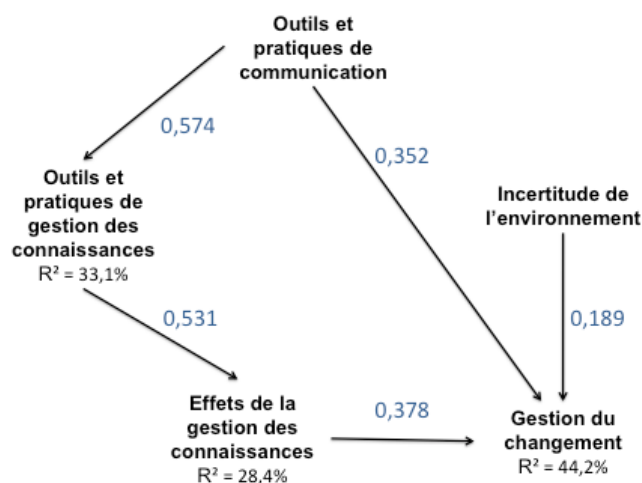 Outils et
pratiques de
communication
0,574
0,352
Outils et
pratiques de
gestion des
connaissances
R² = 33,1%
Incertitude de
l'environnement
0,531
0,189
Effets de la
gestion des
connaissances
R² = 28.4%
0,378
Gestion du
changement
R² = 44,2%